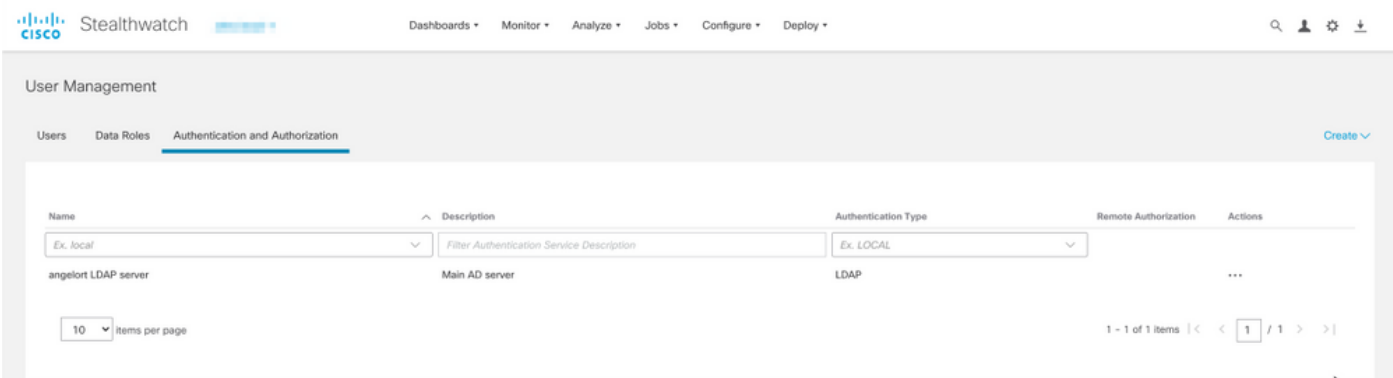 cisco Stealthwatch Dashboards Monitor Analyze Jobs Configure Deploy
User Management
Users Data Roles Authentication and Authorization Create
Name Description Authentication Type Remote Authorization Actions
Ex. local Filter Authentication Service Description Ex. LOCAL
angelort LDAP server Main AD server LDAP ...
10 items per page 1 - 1 of 1 items |< < 1 / 1 > >|